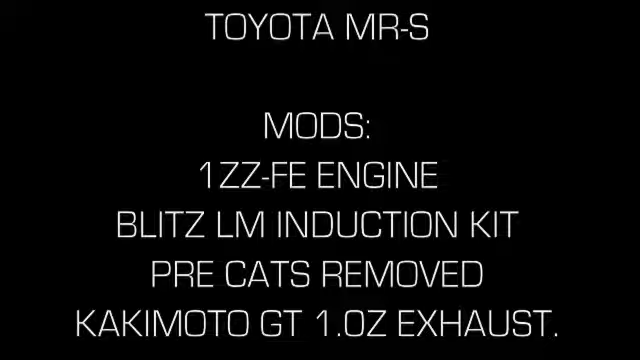 TOYOTA MR-S
MODS:
1ZZ-FE ENGINE
BLITZ LM INDUCTION KIT
PRE CATS REMOVED
KAKIMOTO GT 1.0Z EXHAUST.